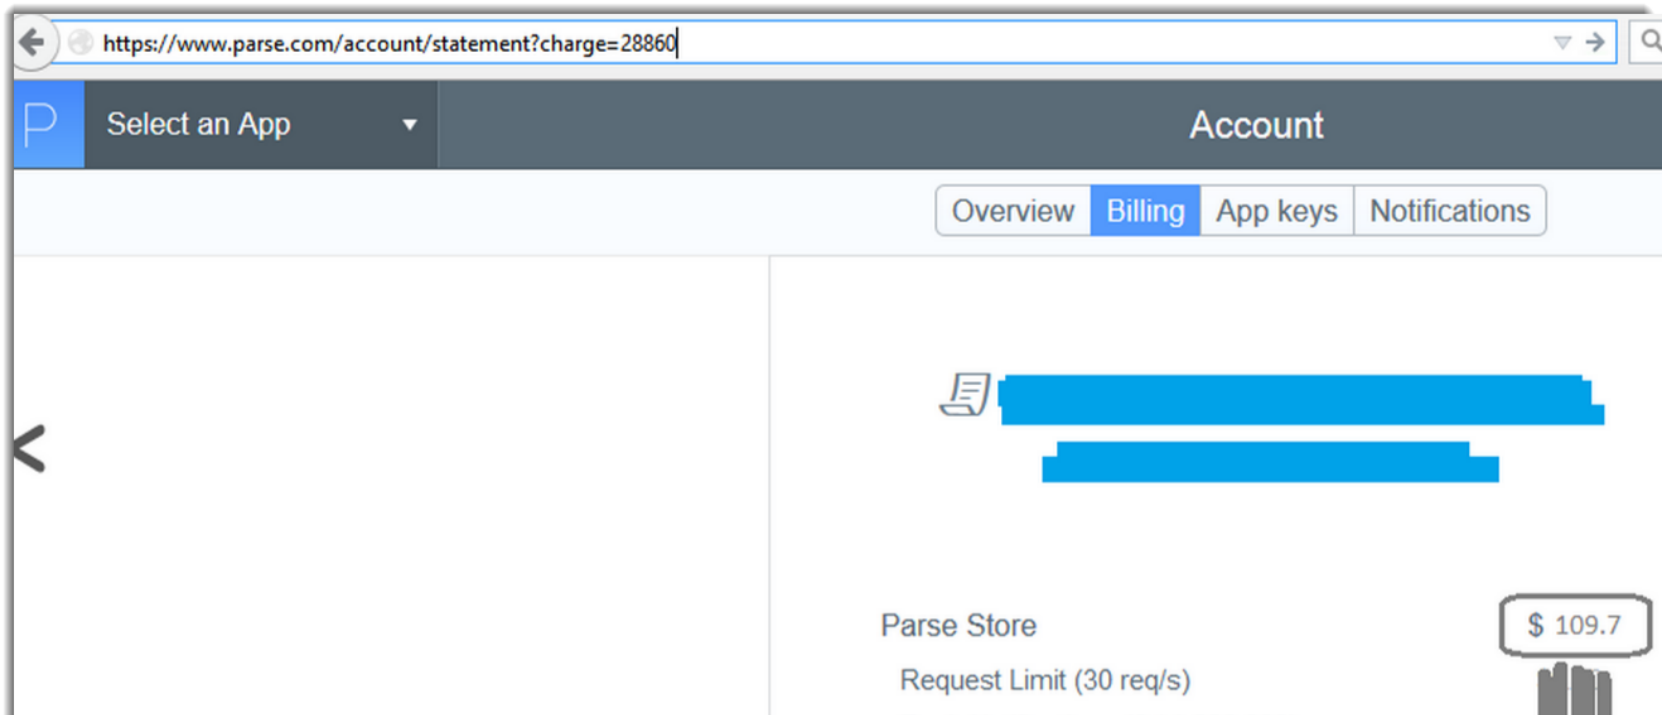 https://www.parse.com/account/statement?charge=28860
P
Select an App
Account
Overview Billing App keys Notifications
Parse Store
$ 109.7
Request Limit (30 req/s)